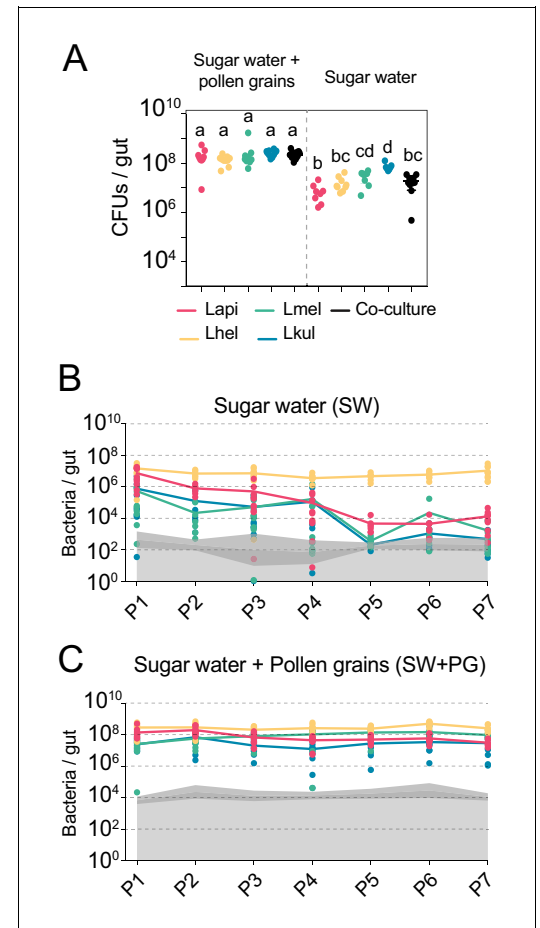 A
Sugar water +
pollen grains
Sugar water
CFUs / gut
10^10
10^8
10^6
10^4
a a a a a b bc cd d bc
Lapi Lmel Co-culture
Lhel Lkul
B
Sugar water (SW)
Bacteria / gut
10^10
10^8
10^6
10^4
10^2
10^0
P1 P2 P3 P4 P5 P6 P7
C
Sugar water + Pollen grains (SW+PG)
Bacteria / gut
10^10
10^8
10^6
10^4
10^2
10^0
P1 P2 P3 P4 P5 P6 P7